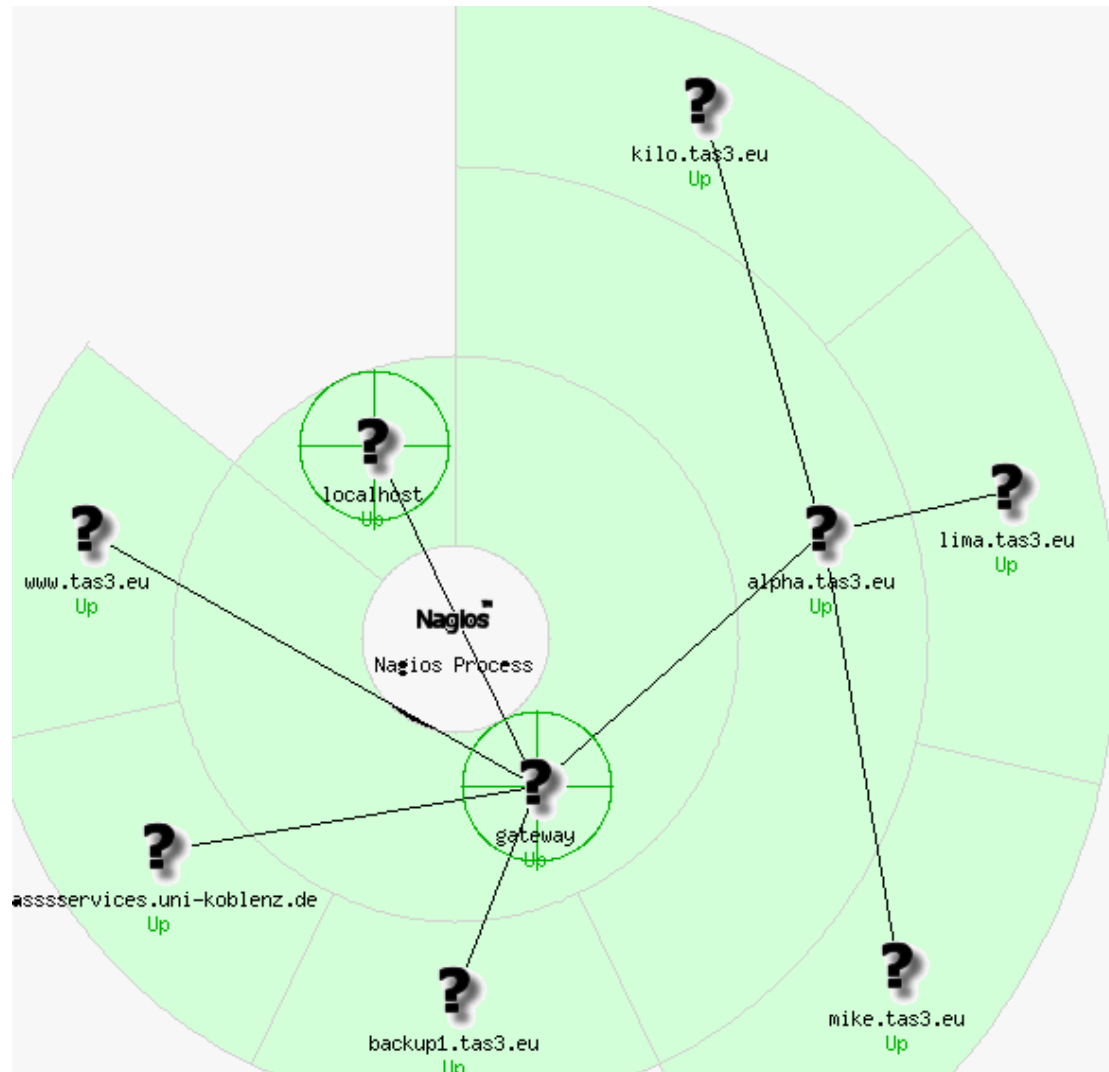 kilo.tas3.eu
Up
localhost
Up
www.tas3.eu
Up
lima.tas3.eu
Up
alpha.tas3.eu
Up
Nagios™
Nagios Process
gateway
Up
asssservices.uni-koblenz.de
Up
mike.tas3.eu
Up
backup1.tas3.eu
Up